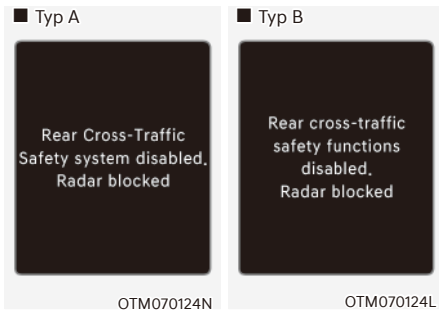 ■ Typ A
Rear Cross-Traffic
Safety system disabled.
Radar blocked
OTM070124N
■ Typ B
Rear cross-traffic
safety functions
disabled.
Radar blocked
OTM070124L